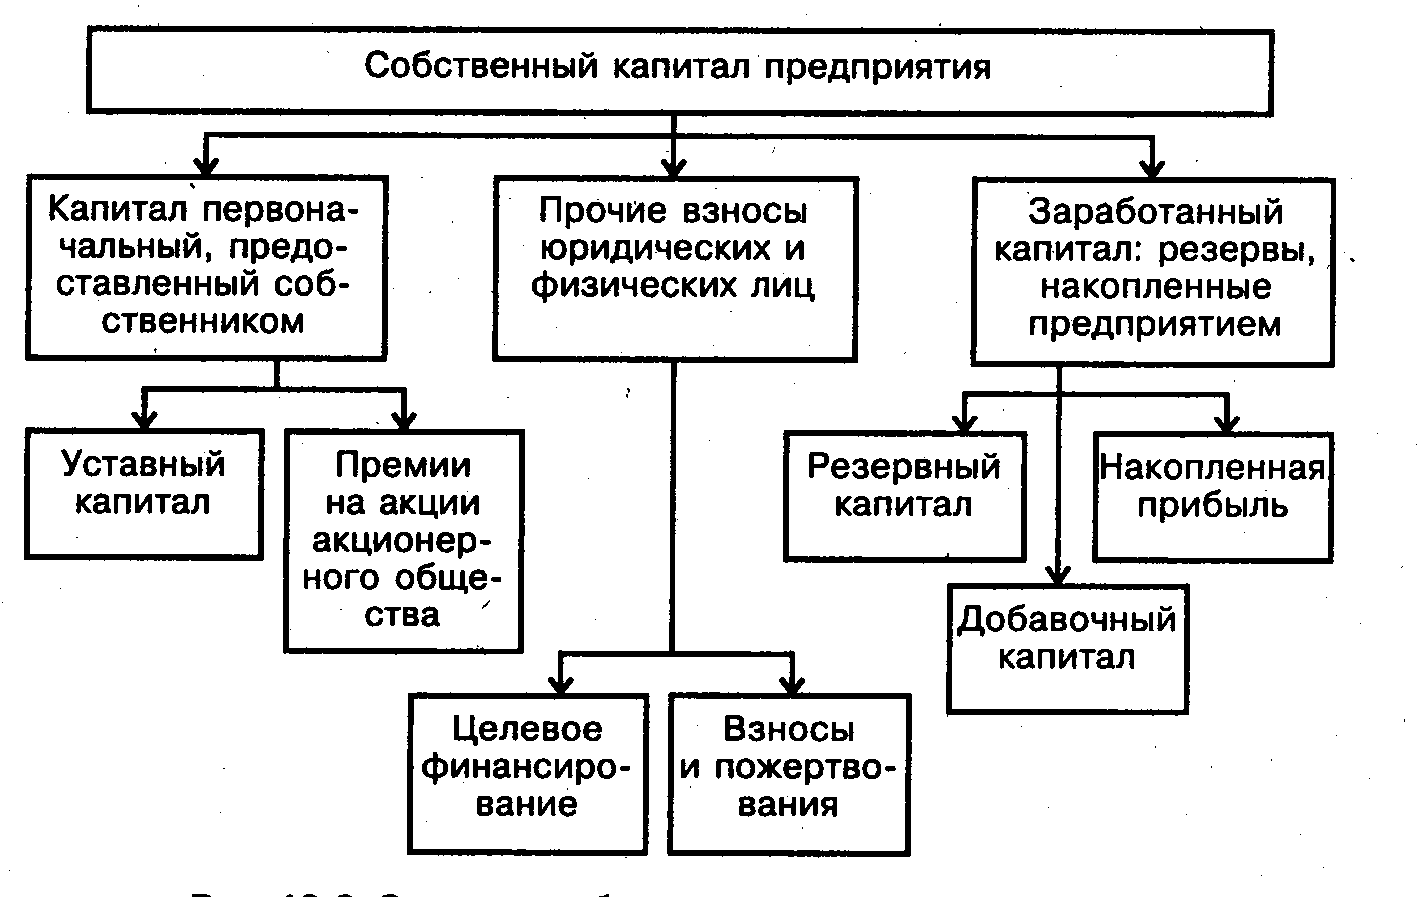 Собственный капитал предприятия
Капитал первона-
чальный, предо-
ставленный соб-
ственником
Прочие взносы
юридических и
физических лиц
Заработанный
капитал: резервы,
накопленные
предприятием
Уставный
капитал
Премии
на акции
акционер-
ного обще-
ства
Резервный
капитал
Накопленная
прибыль
Добавочный
капитал
Целевое
финансиро-
вание
Взносы
и пожертво-
вания